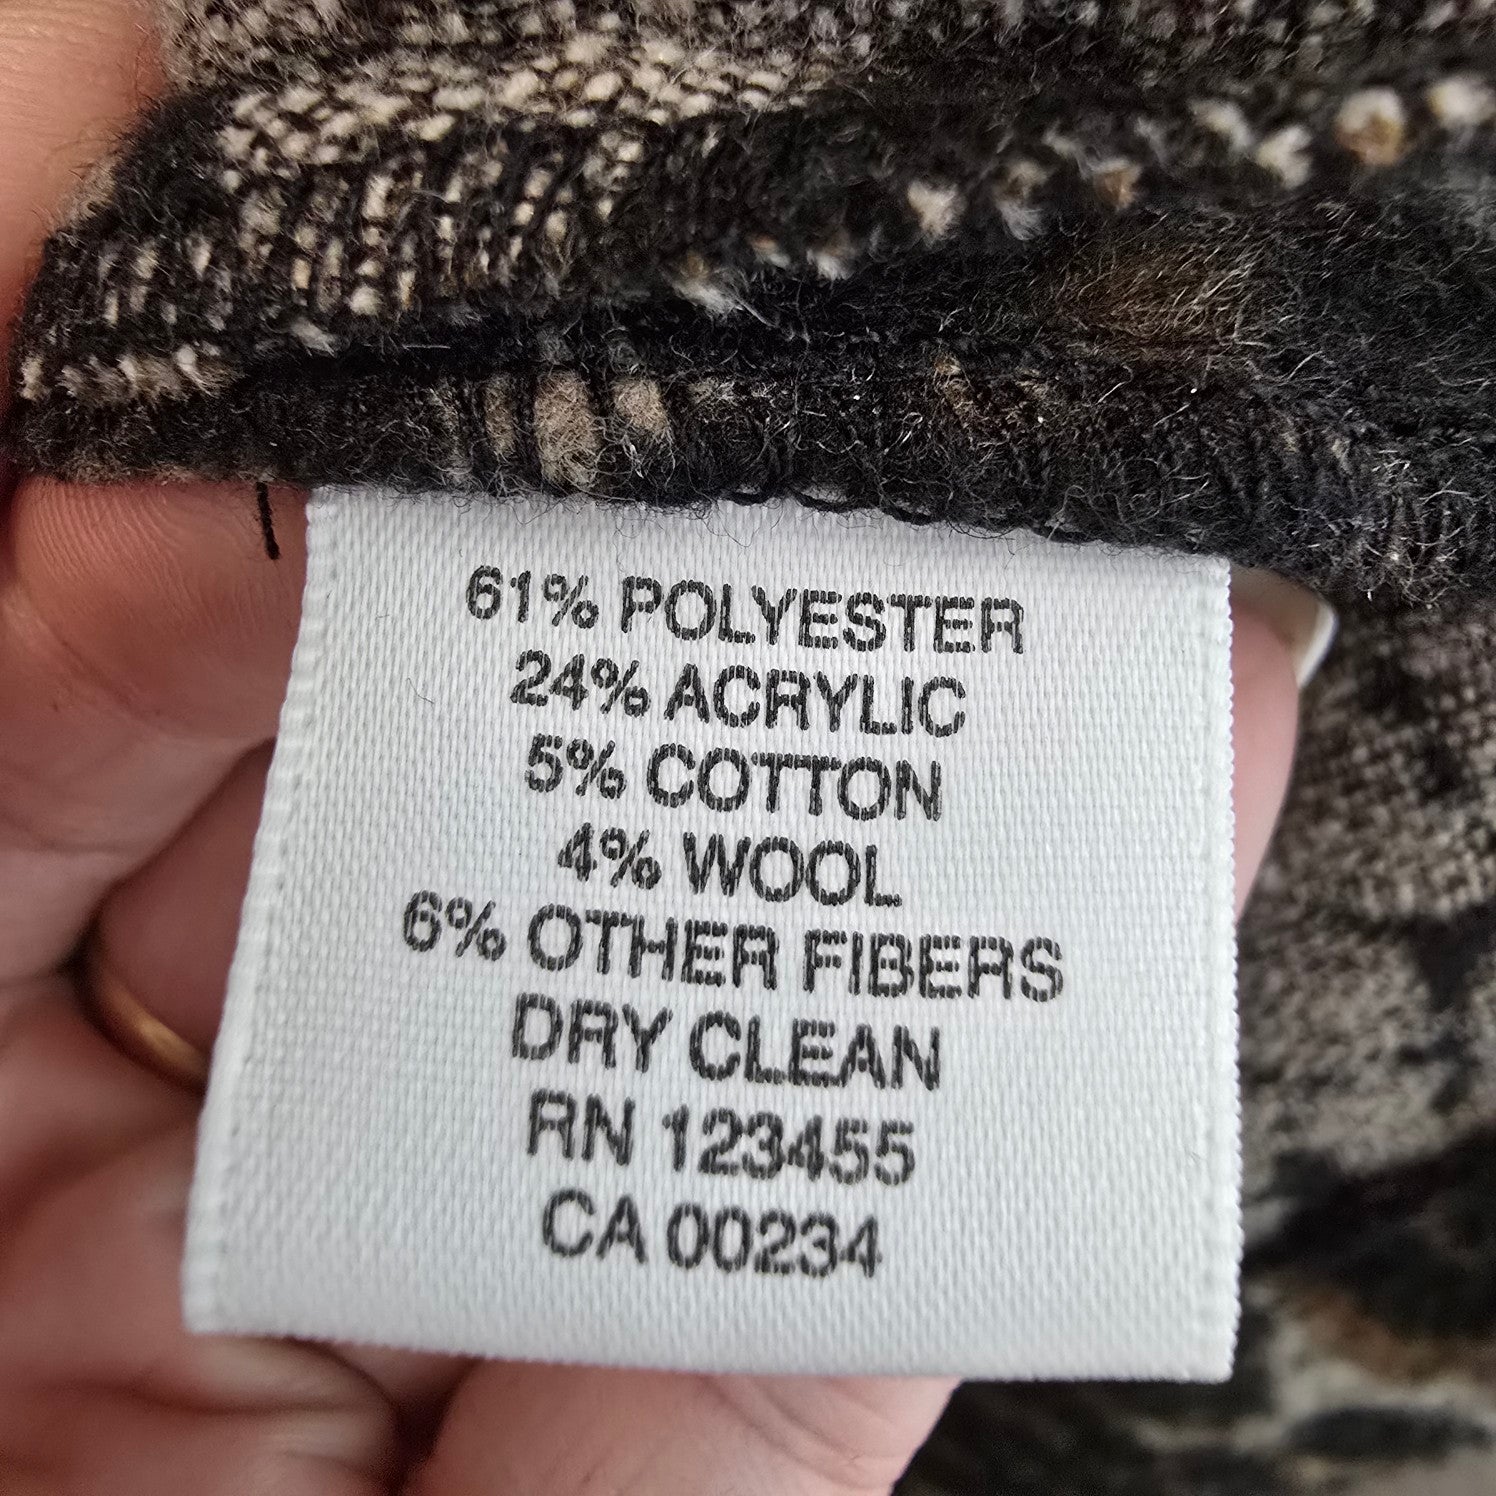 61% POLYESTER
24% ACRYLIC
5% COTTON
4% WOOL
6% OTHER FIBERS
DRY CLEAN
RN 123455
CA 00234